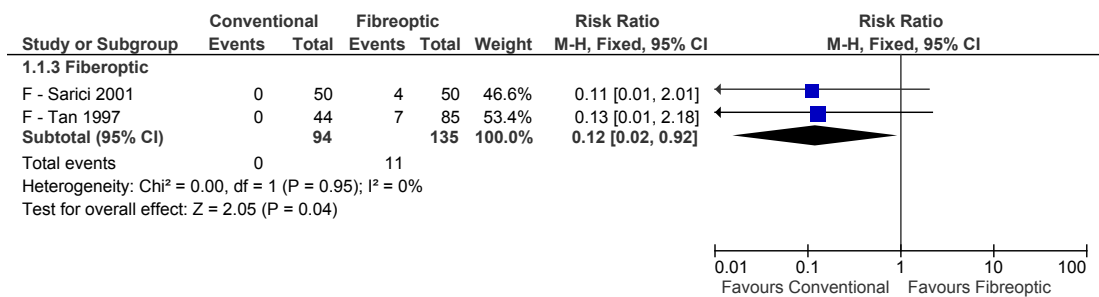 Conventional Fibreoptic Risk Ratio Risk Ratio
Study or Subgroup Events Total Events Total Weight M-H, Fixed, 95% CI M-H, Fixed, 95% CI
1.1.3 Fiberoptic
F - Sarici 2001 0 50 4 50 46.6% 0.11 [0.01, 2.01]
F - Tan 1997 0 44 7 85 53.4% 0.13 [0.01, 2.18]
Subtotal (95% CI) 94 135 100.0% 0.12 [0.02, 0.92]
Total events 0 11
Heterogeneity: Chi² = 0.00, df = 1 (P = 0.95); I² = 0%
Test for overall effect: Z = 2.05 (P = 0.04)
0.01 0.1 1 10 100
Favours Conventional Favours Fibreoptic